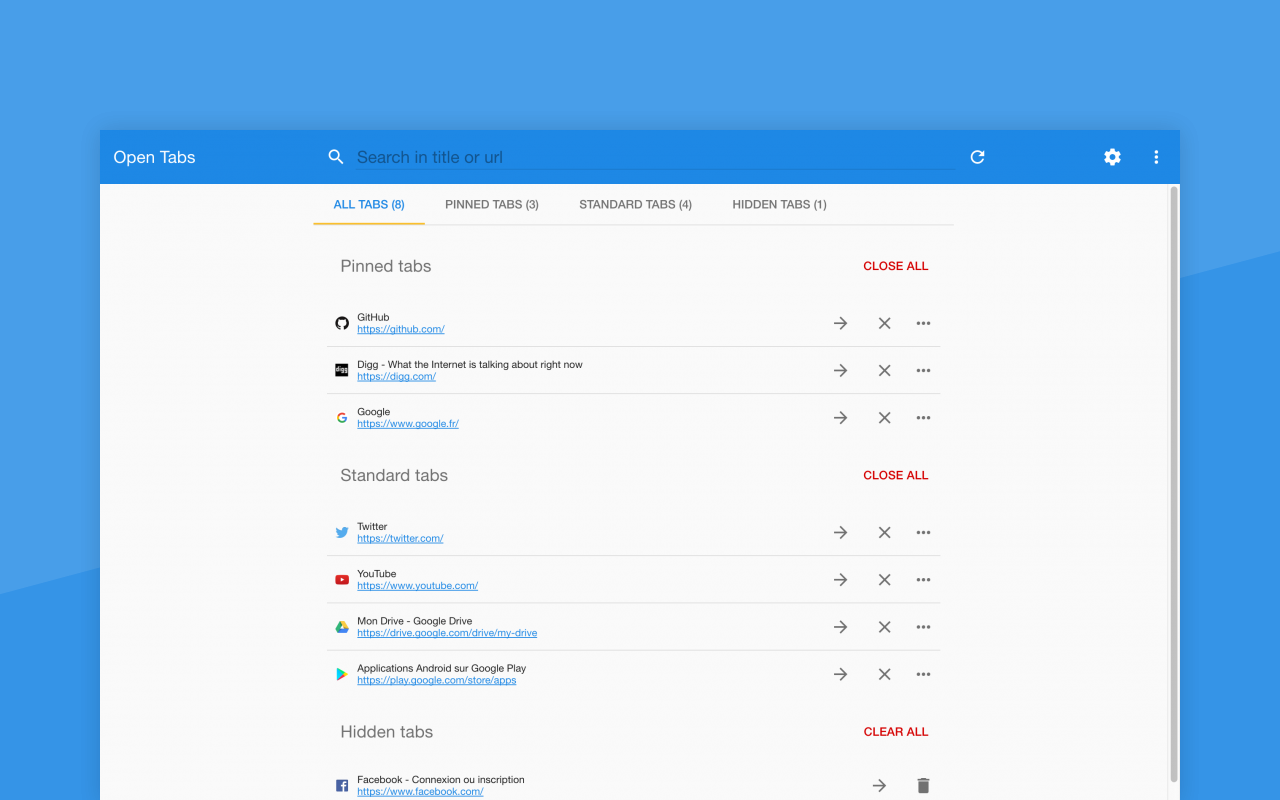 Open Tabs
Search in title or url
ALL TABS (8) PINNED TABS (3) STANDARD TABS (4) HIDDEN TABS (1)
Pinned tabs CLOSE ALL
GitHub
https://github.com/
digg
Digg - What the Internet is talking about right now
https://digg.com/
Google
https://www.google.fr/
Standard tabs CLOSE ALL
Twitter
https://twitter.com/
YouTube
https://www.youtube.com/
Mon Drive - Google Drive
https://drive.google.com/drive/my-drive
Applications Android sur Google Play
https://play.google.com/store/apps
Hidden tabs CLEAR ALL
Facebook - Connexion ou inscription
https://www.facebook.com/